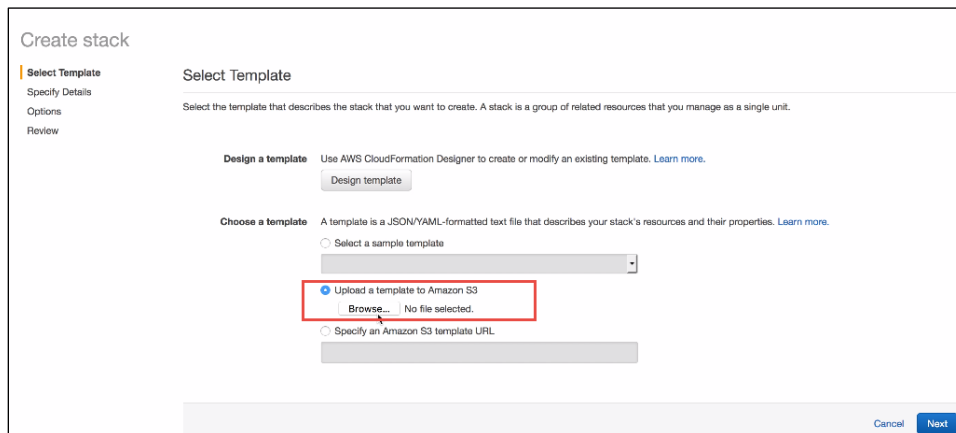 Create stack
Select Template
Specify Details
Options
Review
Select Template
Select the template that describes the stack that you want to create. A stack is a group of related resources that you manage as a single unit.
Design a template Use AWS CloudFormation Designer to create or modify an existing template. Learn more.
Design template
Choose a template A template is a JSON/YAML-formatted text file that describes your stack's resources and their properties. Learn more.
Select a sample template
Upload a template to Amazon S3
Browse... No file selected.
Specify an Amazon S3 template URL
Cancel Next